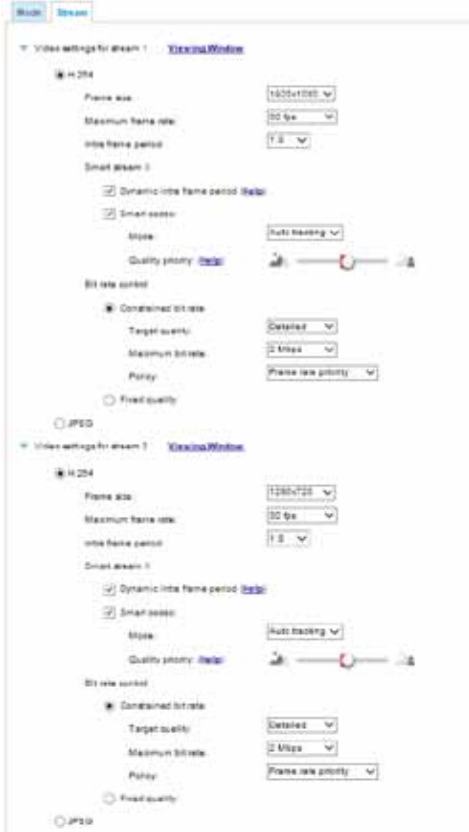 Mode Stream
Video settings for stream 1 Viewing Window
H.264
Frame size: 1920x1080
Maximum frame rate: 30 fps
Intra frame period: 1 S
Smart stream II
Dynamic intra frame period (Help)
Smart codec:
Mode: Auto tracking
Quality priority: (Help)
Bit rate control
Constrained bit rate:
Target quality: Detailed
Maximum bit rate: 2 Mbps
Policy: Frame rate priority
Fixed quality:
JPEG
Video settings for stream 2 Viewing Window
H.264
Frame size: 1280x720
Maximum frame rate: 30 fps
Intra frame period: 1 S
Smart stream II
Dynamic intra frame period (Help)
Smart codec:
Mode: Auto tracking
Quality priority: (Help)
Bit rate control
Constrained bit rate:
Target quality: Detailed
Maximum bit rate: 2 Mbps
Policy: Frame rate priority
Fixed quality:
JPEG